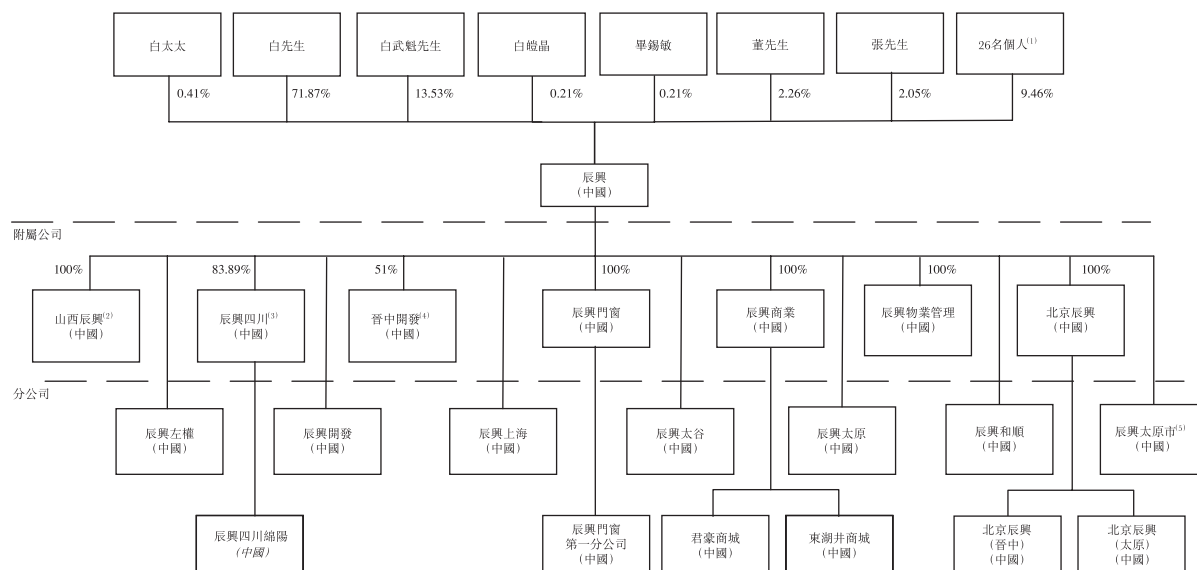 白太太
白先生
白武魁先生
白皚晶
畢錫敏
董先生
張先生
26名個人(1)
0.41%
71.87%
13.53%
0.21%
0.21%
2.26%
2.05%
9.46%
辰興
(中國)
附屬公司
100%
83.89%
51%
100%
100%
100%
100%
山西辰興(2)
(中國)
辰興四川(3)
(中國)
晉中開發(4)
(中國)
辰興門窗
(中國)
辰興商業
(中國)
辰興物業管理
(中國)
北京辰興
(中國)
分公司
辰興左權
(中國)
辰興開發
(中國)
辰興上海
(中國)
辰興太谷
(中國)
辰興太原
(中國)
辰興和順
(中國)
辰興太原市(5)
(中國)
辰興四川綿陽
(中國)
辰興門窗
第一分公司
(中國)
君豪商城
(中國)
東湖井商城
(中國)
北京辰興
(晉中)
(中國)
北京辰興
(太原)
(中國)